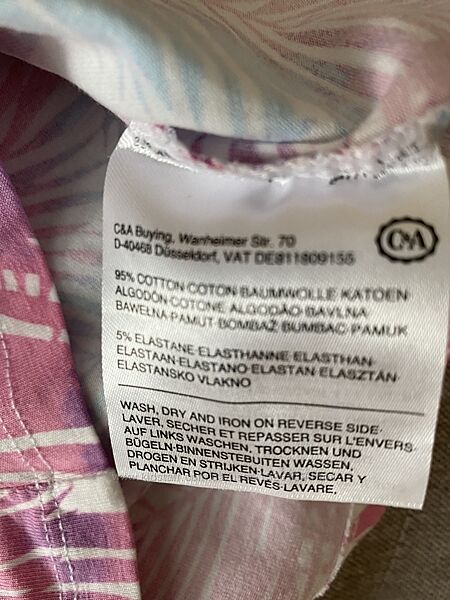 C&A Buying, Wanheimer Str. 70
D-40468 Düsseldorf, VAT DE811809155
C&A
95% COTTON·COTON·BAUMWOLLE·KATOEN·
ALGODÓN·COTONE·ALGODÃO·BAVLNA·
BAWEŁNA·PAMUT·BOMBAŽ·BUMBAC·PAMUK
5% ELASTANE·ELASTHANNE·ELASTHAN·
ELASTAAN·ELASTANO·ELASTAN·ELASZTÁN·
ELASTANSKO VLAKNO
WASH, DRY AND IRON ON REVERSE SIDE·
LAVER, SECHER ET REPASSER SUR L'ENVERS·
AUF LINKS WASCHEN, TROCKNEN UND
BÜGELN·BINNENSTEBUITEN WASSEN,
DROGEN EN STRIJKEN·LAVAR, SECAR Y
PLANCHAR POR EL REVÉS·LAVARE,